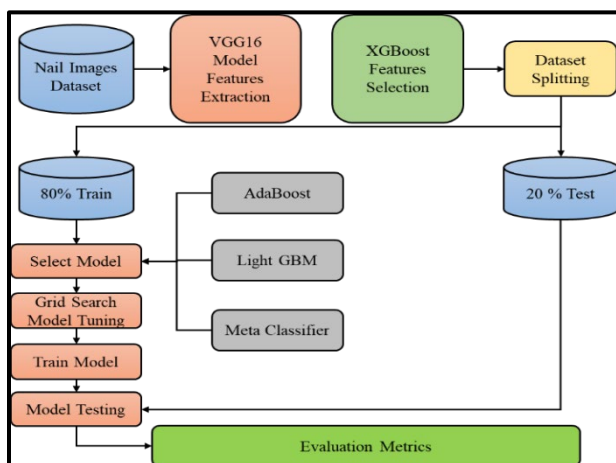 Nail Images
Dataset
VGG16
Model
Features
Extraction
XGBoost
Features
Selection
Dataset
Splitting
80% Train
20 % Test
AdaBoost
Light GBM
Meta Classifier
Select Model
Grid Search
Model Tuning
Train Model
Model Testing
Evaluation Metrics